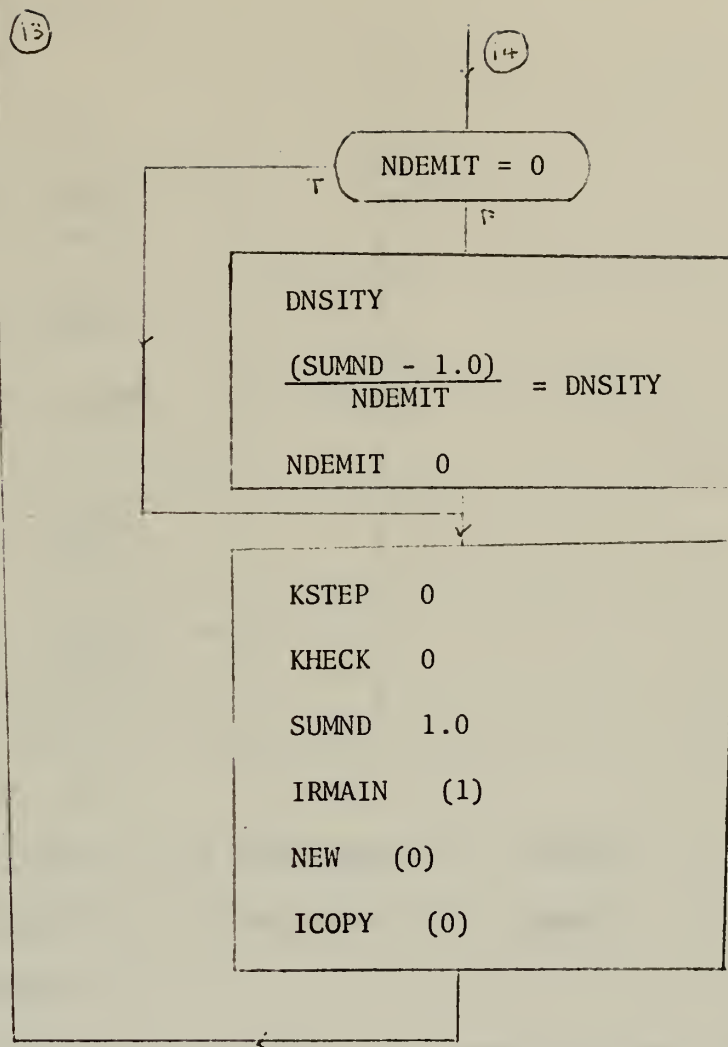 13
14
NDEMIT = 0
T
F
DNSITY
(SUMND - 1.0)
NDEMIT
= DNSITY
NDEMIT 0
KSTEP 0
KHECK 0
SUMND 1.0
IRMAIN (1)
NEW (0)
ICOPY (0)